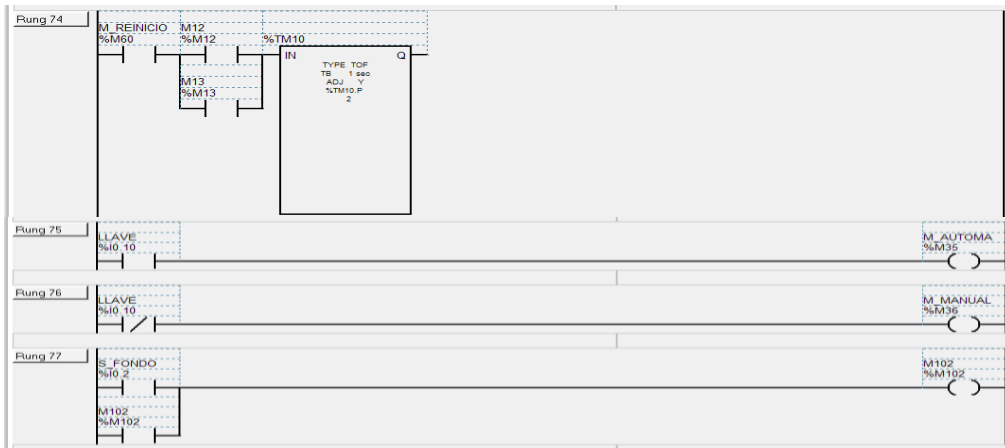 Rung 74
M_REINICIO M12
%M60 %M12 %TM10
IN Q
TYPE TOF
TB 1 sec
ADJ Y
%TM10.P
2
M13
%M13
Rung 75
LLAVE M_AUTOMA
%I0.10 %M35
Rung 76
LLAVE M_MANUAL
%I0.10 %M36
Rung 77
S_FONDO M102
%I0.2 %M102
M102
%M102